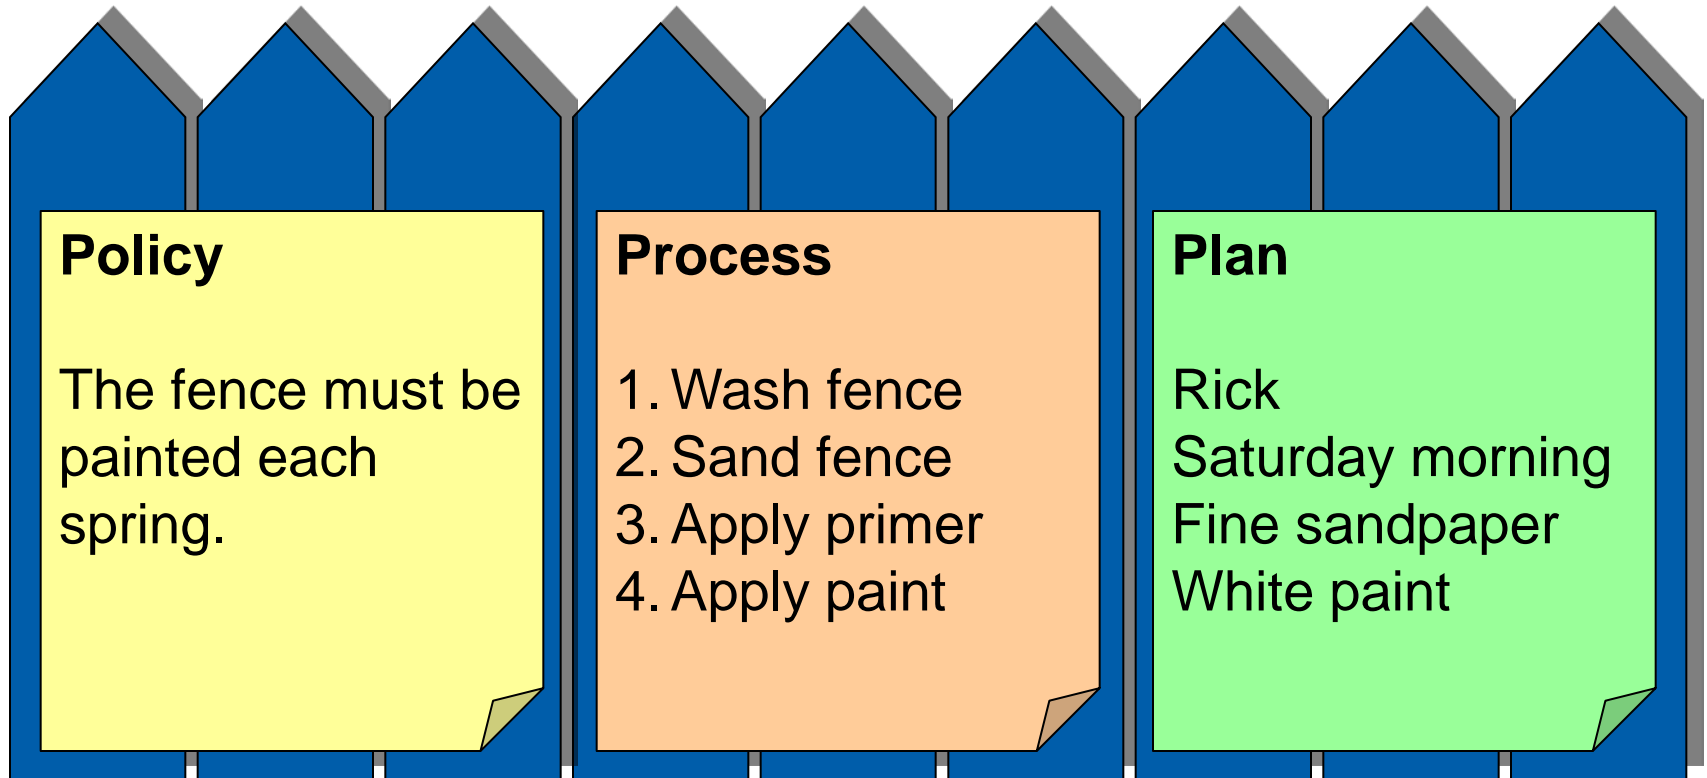 Policy
The fence must be
painted each
spring.
Process
1. Wash fence
2. Sand fence
3. Apply primer
4. Apply paint
Plan
Rick
Saturday morning
Fine sandpaper
White paint